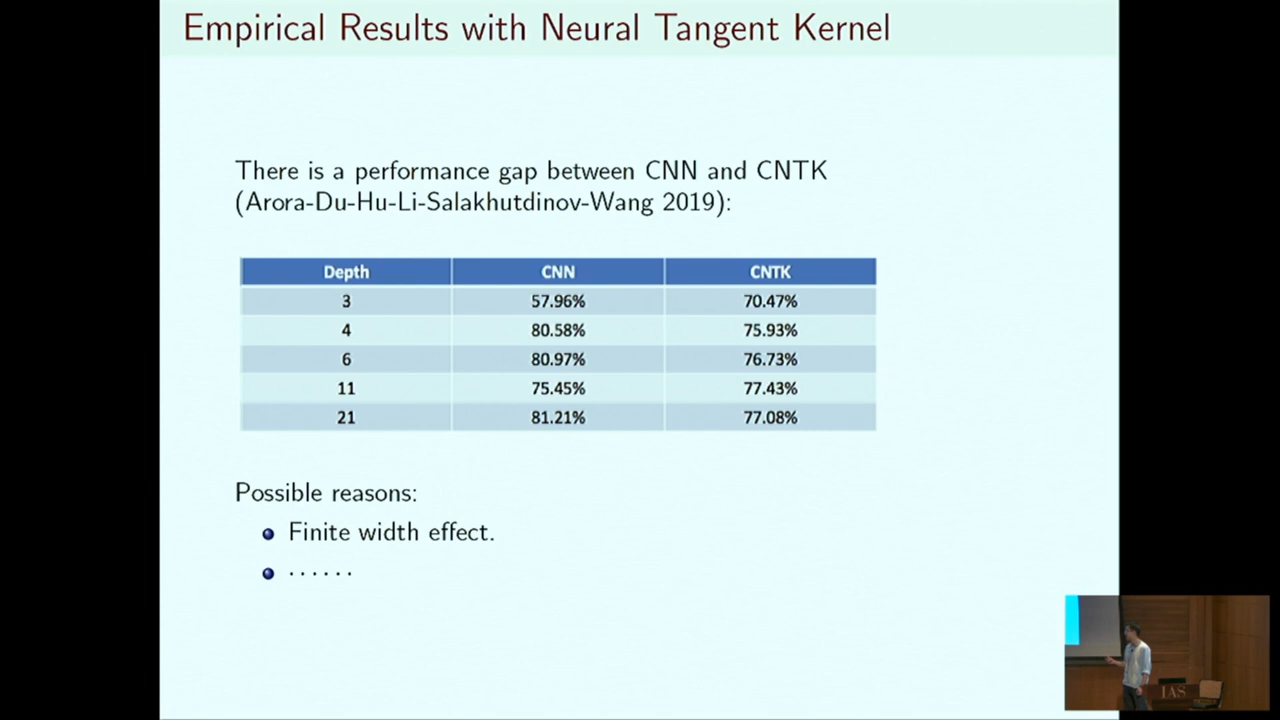 Empirical Results with Neural Tangent Kernel
There is a performance gap between CNN and CNTK
(Arora-Du-Hu-Li-Salakhutdinov-Wang 2019):
Depth CNN CNTK
3 57.96% 70.47%
4 80.58% 75.93%
6 80.97% 76.73%
11 75.45% 77.43%
21 81.21% 77.08%
Possible reasons:
Finite width effect.
· · · · · ·
IAS